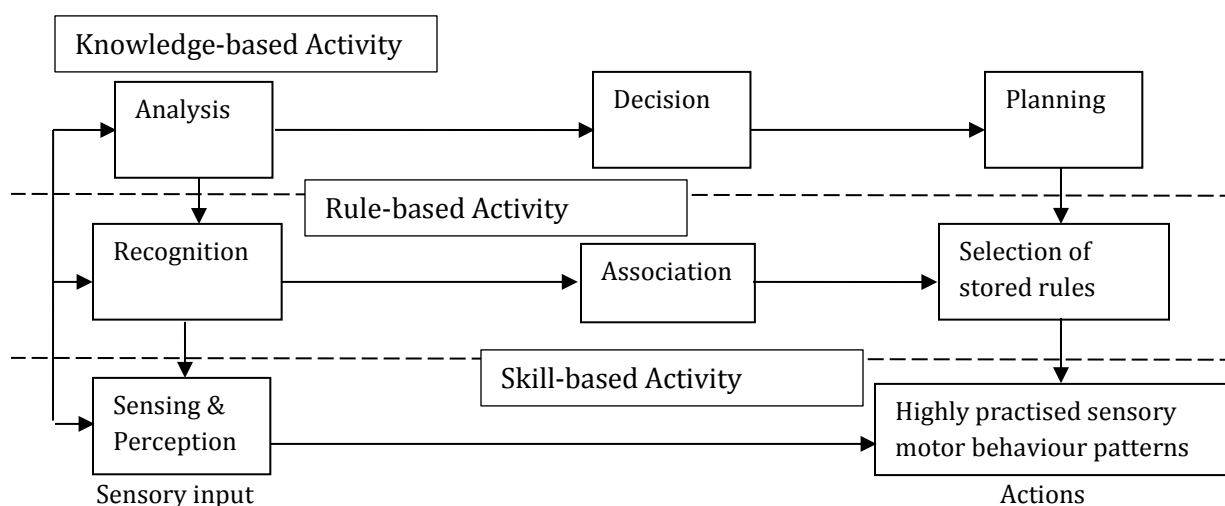 Knowledge-based Activity
Analysis
Decision
Planning
Rule-based Activity
Recognition
Association
Selection of
stored rules
Skill-based Activity
Sensing &
Perception
Highly practised sensory
motor behaviour patterns
Sensory input
Actions